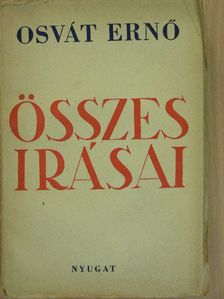 OSVÁT ERNŐ
ÖSSZES
IRÁSAI
NYUGAT